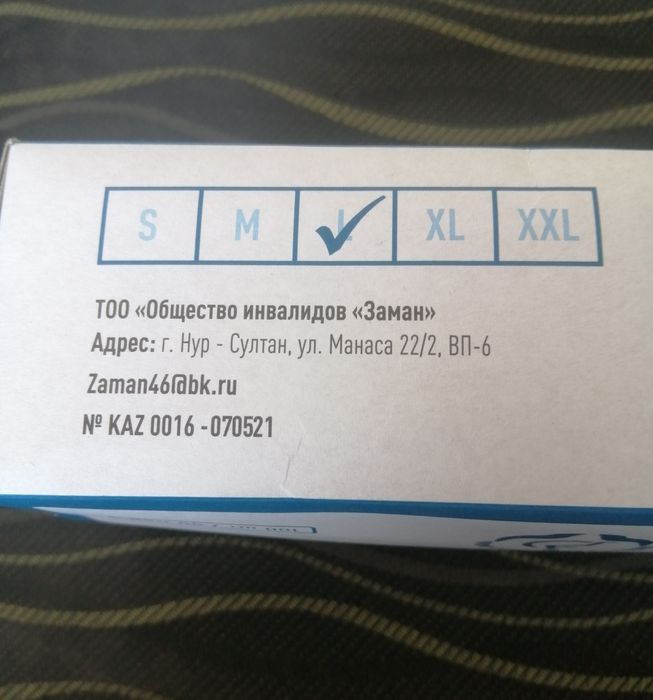 S M L XL XXL
ТОО «Общество инвалидов «Заман»
Адрес: г. Нур - Султан, ул. Манаса 22/2, ВП-6
Zaman46@bk.ru
№ KAZ 0016 -070521